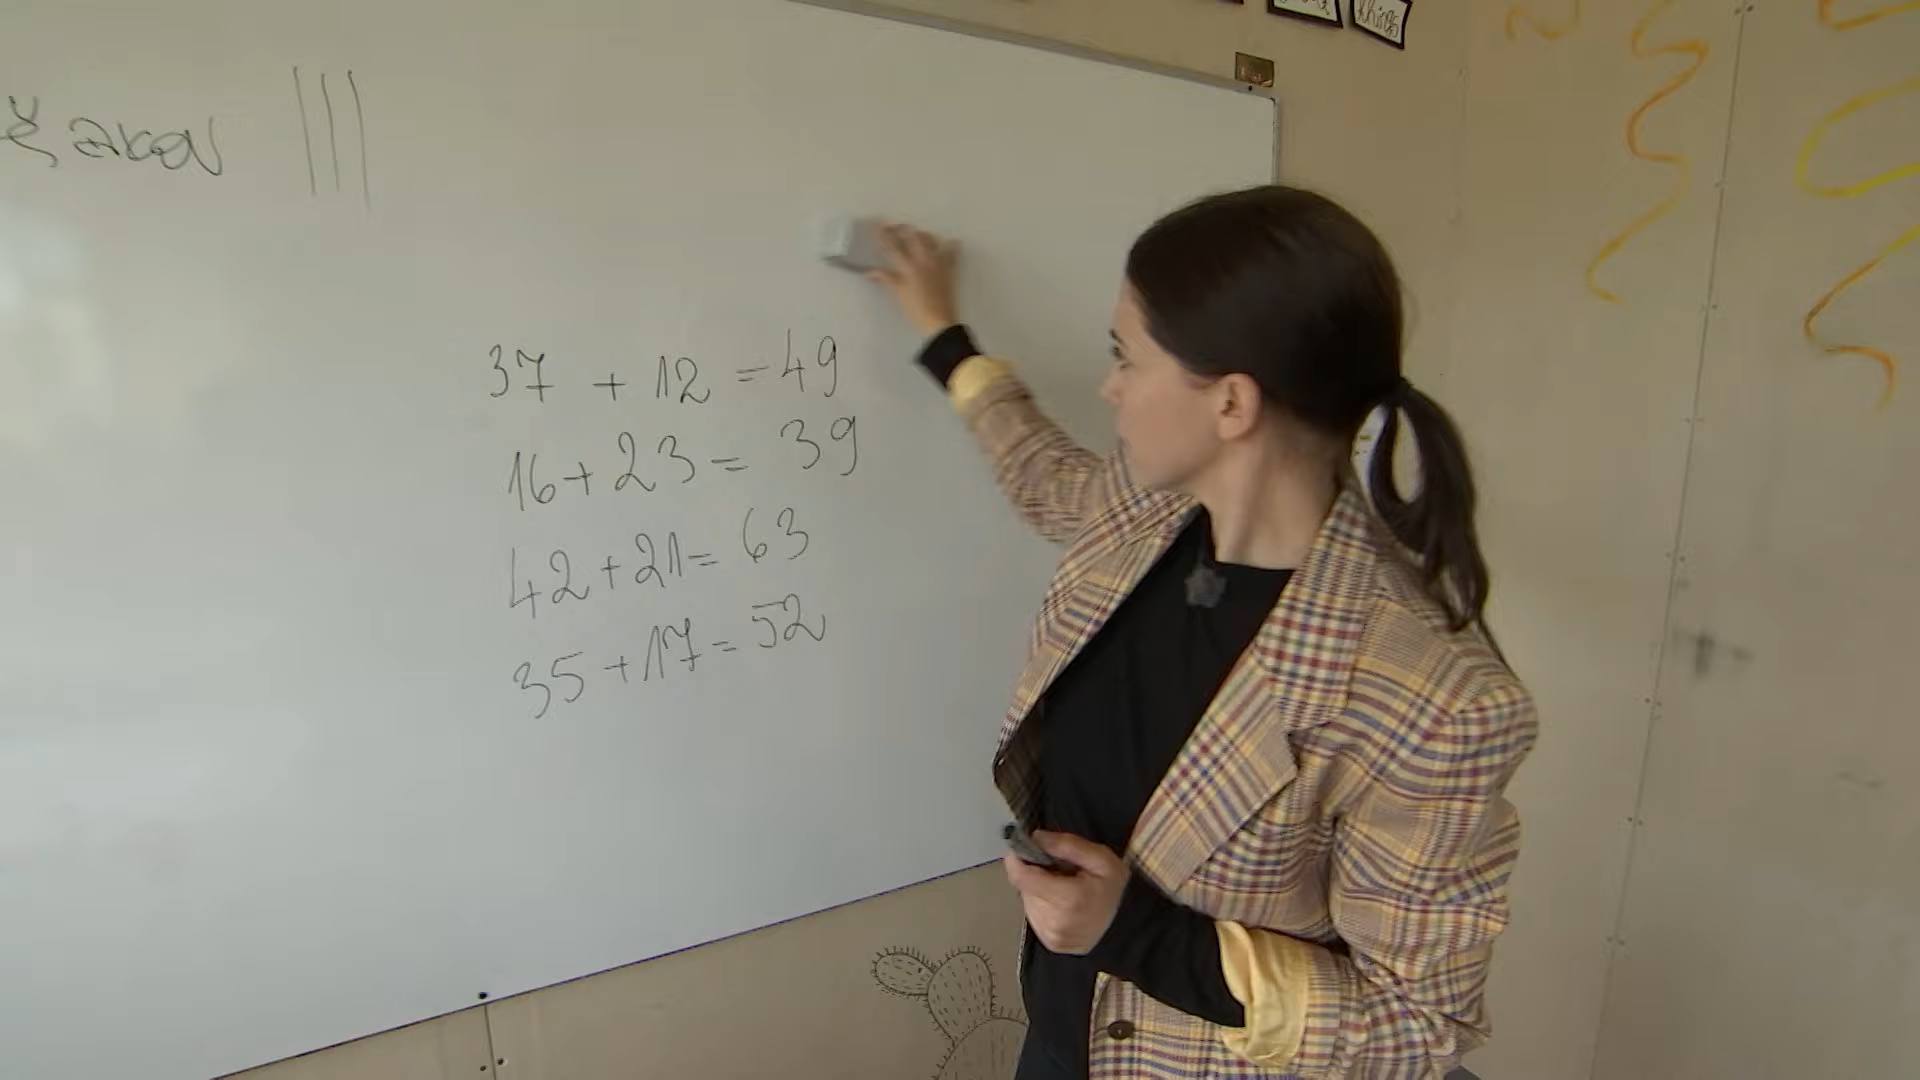 37 + 12 = 49
16 + 23 = 39
42 + 21 = 63
35 + 17 = 52